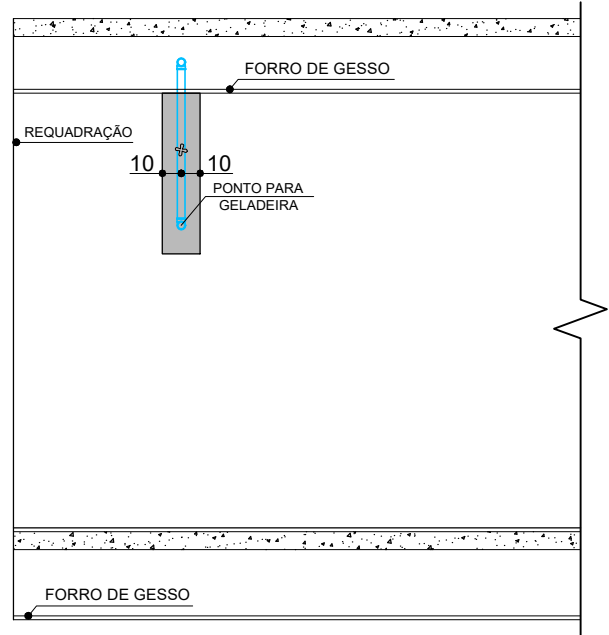 FORRO DE GESSO
REQUADRAÇÃO
10 10
PONTO PARA
GELADEIRA
FORRO DE GESSO